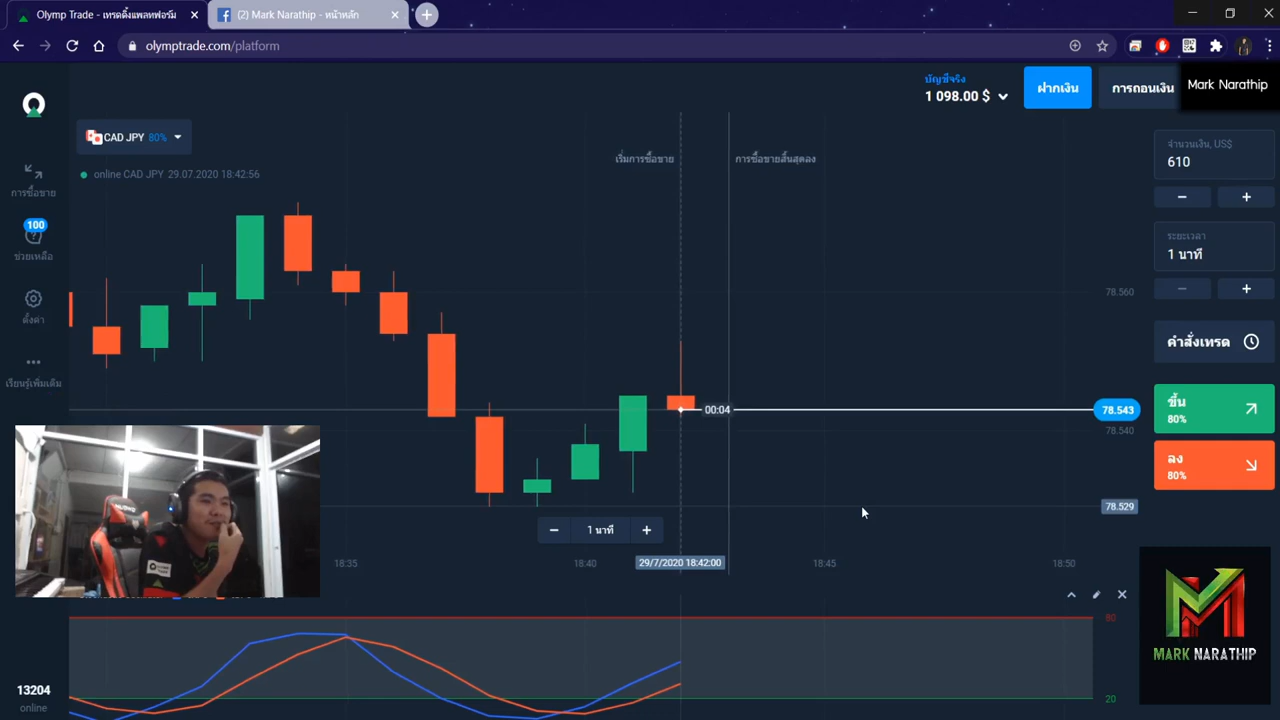 Olymp Trade - เทรดดิ้งแพลทฟอร์ม
(2) Mark Narathip - หน้าหลัก
olymptrade.com/platform
บัญชีจริง
1 098.00 $
ฝากเงิน
การถอนเงิน
Mark Narathip
CAD JPY 80%
online CAD JPY 29.07.2020 18:42:56
เริ่มการซื้อขาย
การซื้อขายสิ้นสุดลง
จำนวนเงิน, US$
610
การซื้อขาย
100
ช่วยเหลือ
ระยะเวลา
1 นาที
78.560
ตั้งค่า
คำสั่งเทรด
เรียนรู้เพิ่มเติม
00:04
78.543
78.540
ขึ้น
80%
ลง
80%
78.529
1 นาที
18:35
18:40
29/7/2020 18:42:00
18:45
18:50
80
20
MARK NARATHIP
13204
online